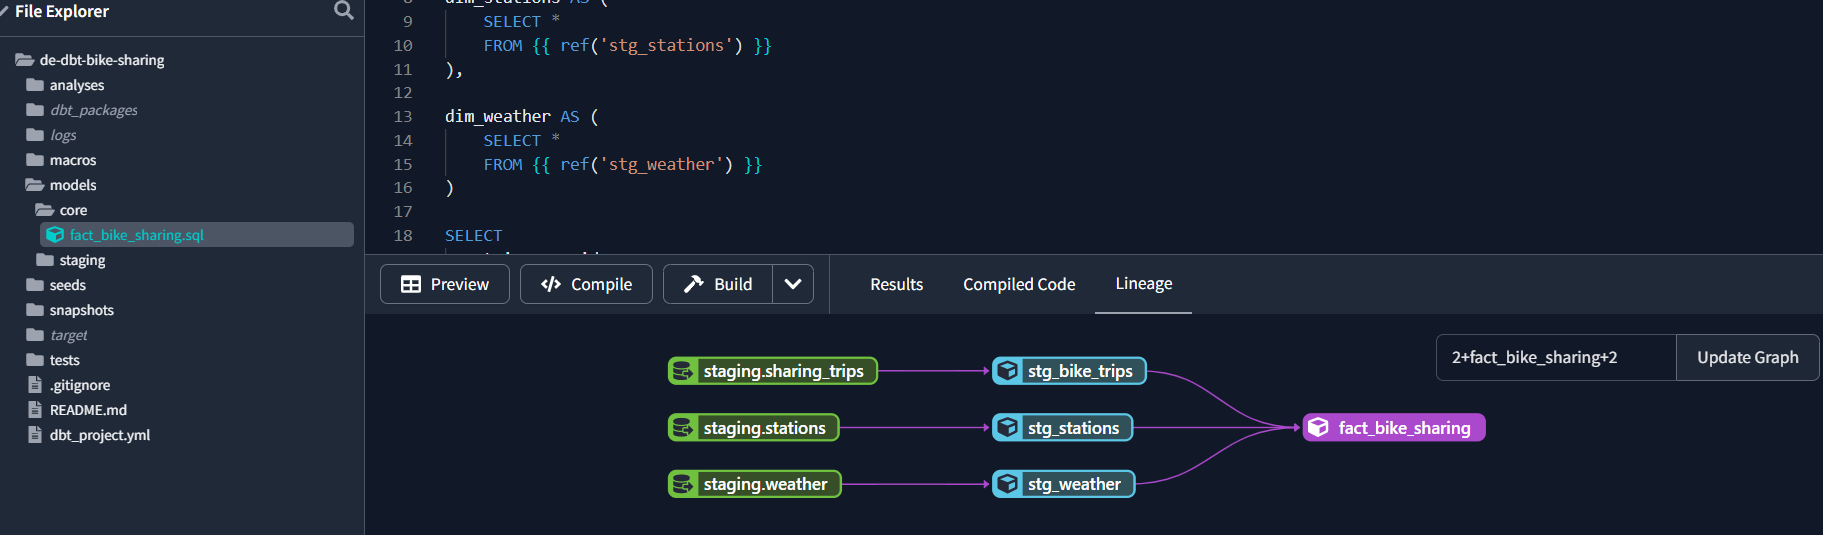 File Explorer
de-dbt-bike-sharing
analyses
dbt_packages
logs
macros
models
core
fact_bike_sharing.sql
staging
seeds
snapshots
target
tests
.gitignore
README.md
dbt_project.yml
8 dim_stations AS (
9 SELECT *
10 FROM {{ ref('stg_stations') }}
11 ),
12
13 dim_weather AS (
14 SELECT *
15 FROM {{ ref('stg_weather') }}
16 )
17
18 SELECT
Preview </> Compile Build Results Compiled Code Lineage
2+fact_bike_sharing+2 Update Graph
staging.sharing_trips stg_bike_trips
staging.stations stg_stations fact_bike_sharing
staging.weather stg_weather